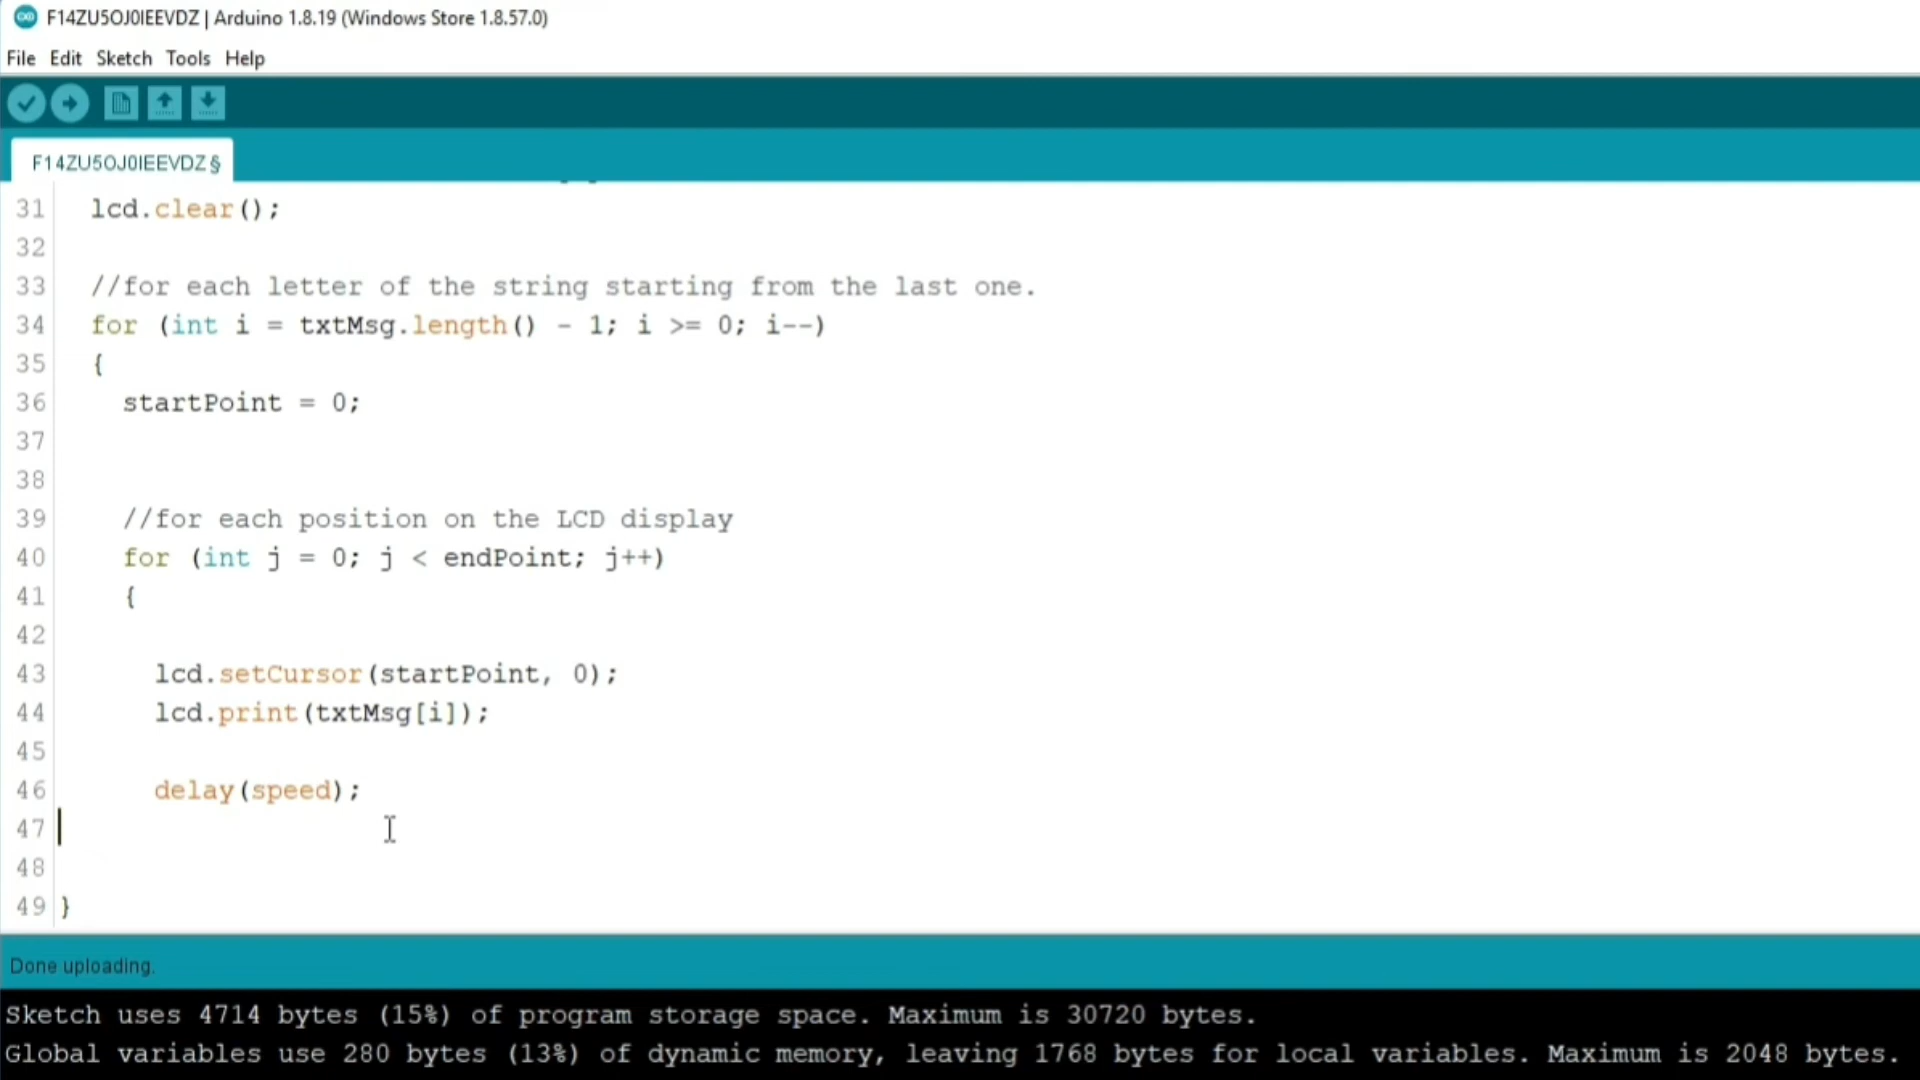 F14ZU5OJ0IEEVDZ | Arduino 1.8.19 (Windows Store 1.8.57.0)
File Edit Sketch Tools Help
F14ZU5OJ0IEEVDZ §
31 lcd.clear();
32
33 //for each letter of the string starting from the last one.
34 for (int i = txtMsg.length() - 1; i >= 0; i--)
35 {
36 startPoint = 0;
37
38
39 //for each position on the LCD display
40 for (int j = 0; j < endPoint; j++)
41 {
42
43 lcd.setCursor(startPoint, 0);
44 lcd.print(txtMsg[i]);
45
46 delay(speed);
47
48
49 }
Done uploading.
Sketch uses 4714 bytes (15%) of program storage space. Maximum is 30720 bytes.
Global variables use 280 bytes (13%) of dynamic memory, leaving 1768 bytes for local variables. Maximum is 2048 bytes.